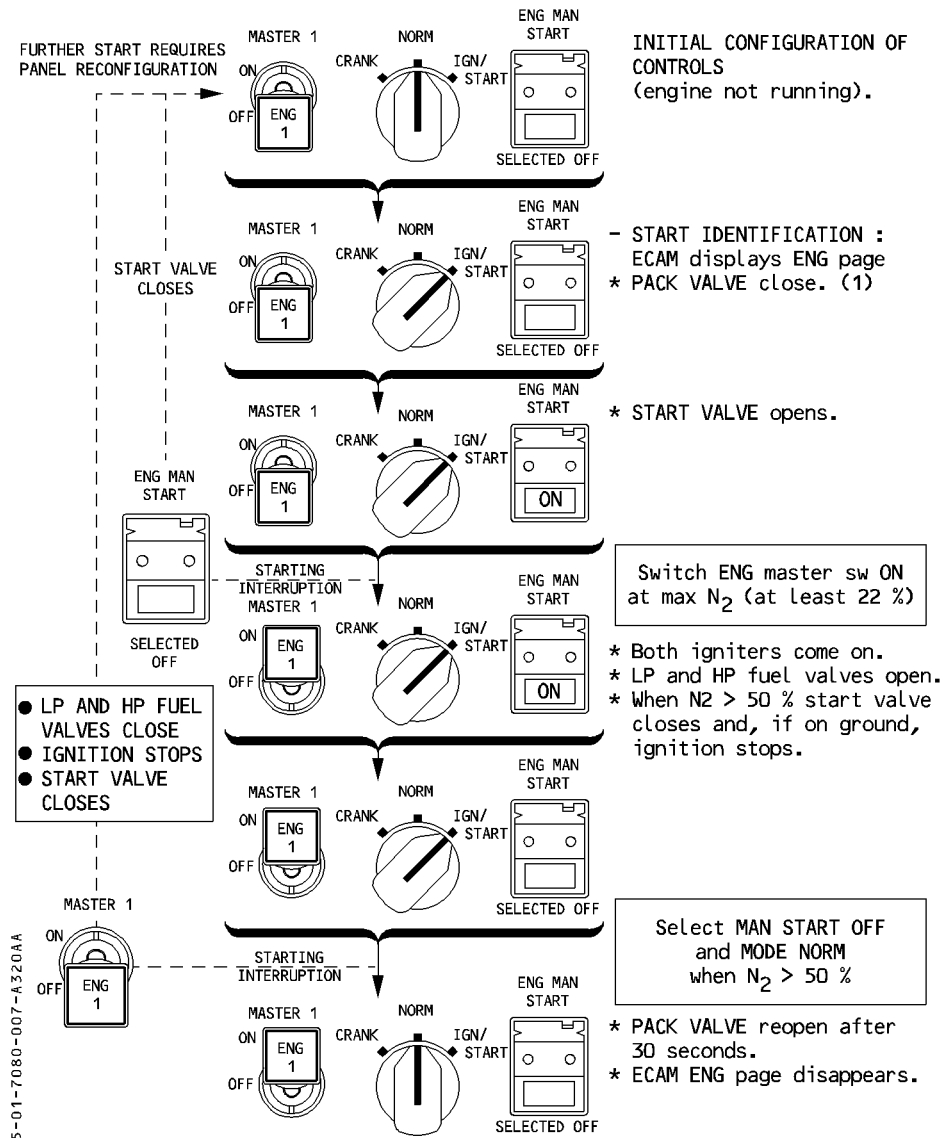 FURTHER START REQUIRES
PANEL RECONFIGURATION
MASTER 1
ON
OFF
ENG
1
NORM
CRANK
IGN/
START
ENG MAN
START
SELECTED OFF
INITIAL CONFIGURATION OF
CONTROLS
(engine not running).
START VALVE
CLOSES
MASTER 1
ON
OFF
ENG
1
NORM
CRANK
IGN/
START
ENG MAN
START
SELECTED OFF
- START IDENTIFICATION :
ECAM displays ENG page
* PACK VALVE close. (1)
MASTER 1
ON
OFF
ENG
1
NORM
CRANK
IGN/
START
ENG MAN
START
ON
* START VALVE opens.
ENG MAN
START
SELECTED
OFF
STARTING
INTERRUPTION
MASTER 1
ON
OFF
ENG
1
NORM
CRANK
IGN/
START
ENG MAN
START
ON
Switch ENG master sw ON
at max N2 (at least 22 %)
* Both igniters come on.
* LP and HP fuel valves open.
* When N2 > 50 % start valve
closes and, if on ground,
ignition stops.
● LP AND HP FUEL
VALVES CLOSE
● IGNITION STOPS
● START VALVE
CLOSES
MASTER 1
ON
OFF
ENG
1
NORM
CRANK
IGN/
START
ENG MAN
START
SELECTED OFF
Select MAN START OFF
and MODE NORM
when N2 > 50 %
MASTER 1
ON
OFF
ENG
1
STARTING
INTERRUPTION
MASTER 1
ON
OFF
ENG
1
NORM
CRANK
IGN/
START
ENG MAN
START
SELECTED OFF
* PACK VALVE reopen after
30 seconds.
* ECAM ENG page disappears.
5-01-7080-007-A320AA